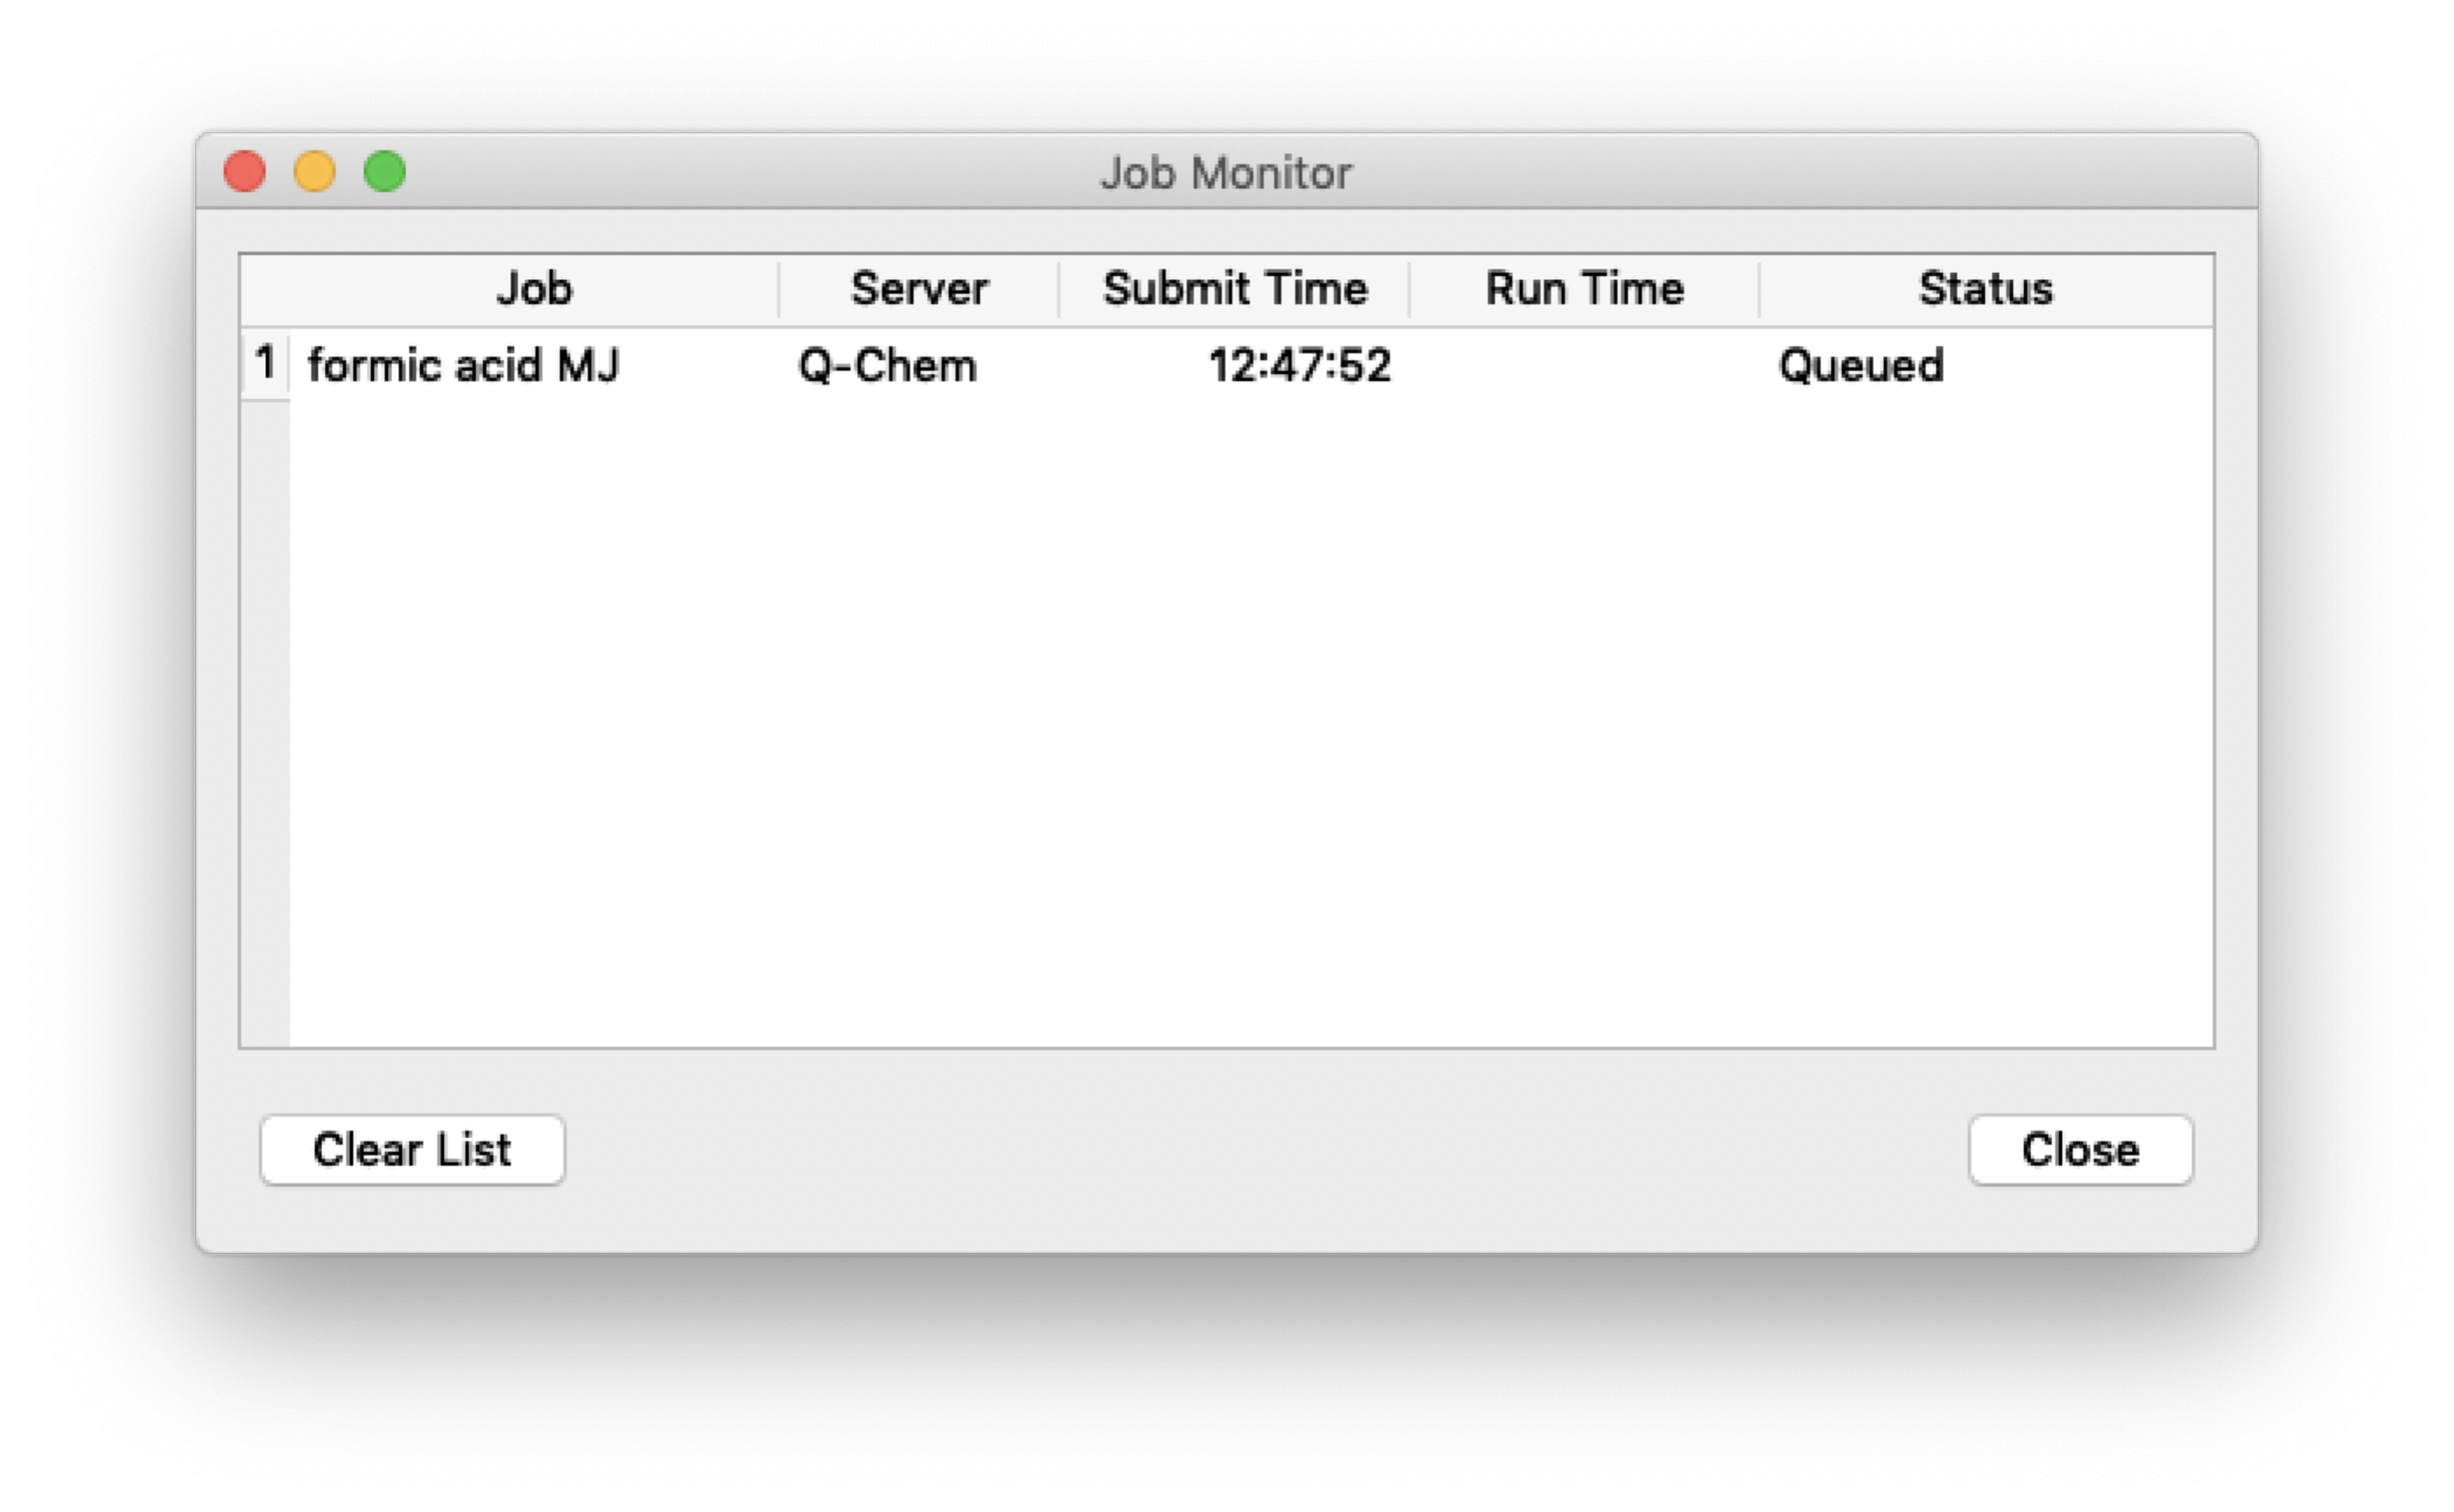 Job Monitor
Job Server Submit Time Run Time Status
1 formic acid MJ Q-Chem 12:47:52 Queued
Clear List Close